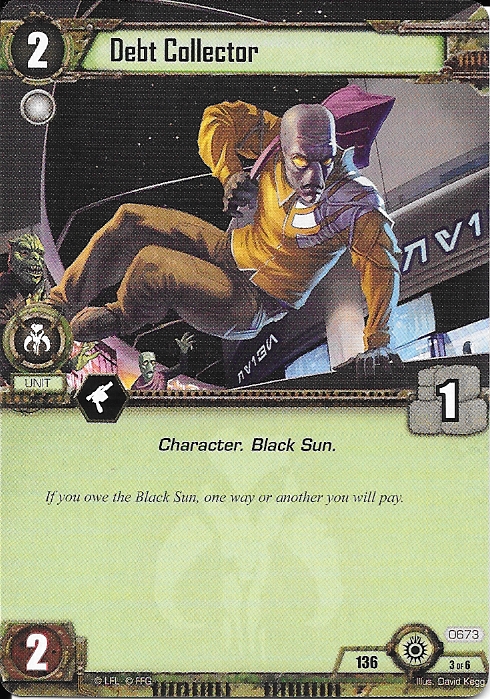 2
Debt Collector
UNIT
1
Character. Black Sun.
If you owe the Black Sun, one way or another you will pay.
0673
2
136
3 OF 6
© LFL © FFG
Illus. David Kegg